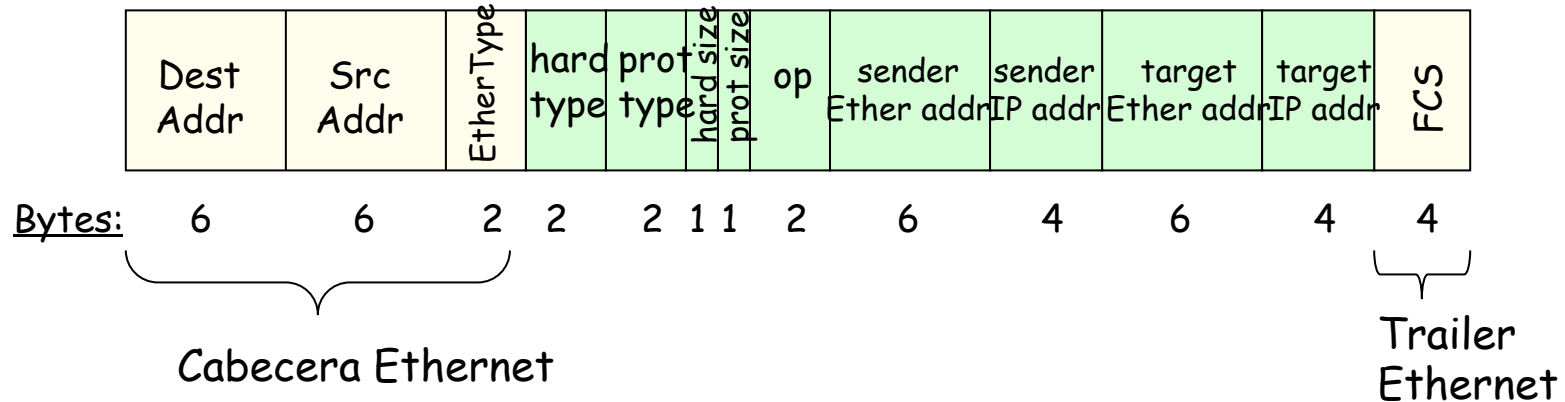 Dest
Addr
Src
Addr
EtherType
hard
type
prot
type
hard size
prot size
op
sender
Ether addr
sender
IP addr
target
Ether addr
target
IP addr
FCS
Bytes: 6 6 2 2 2 1 1 2 6 4 6 4 4
Cabecera Ethernet
Trailer
Ethernet